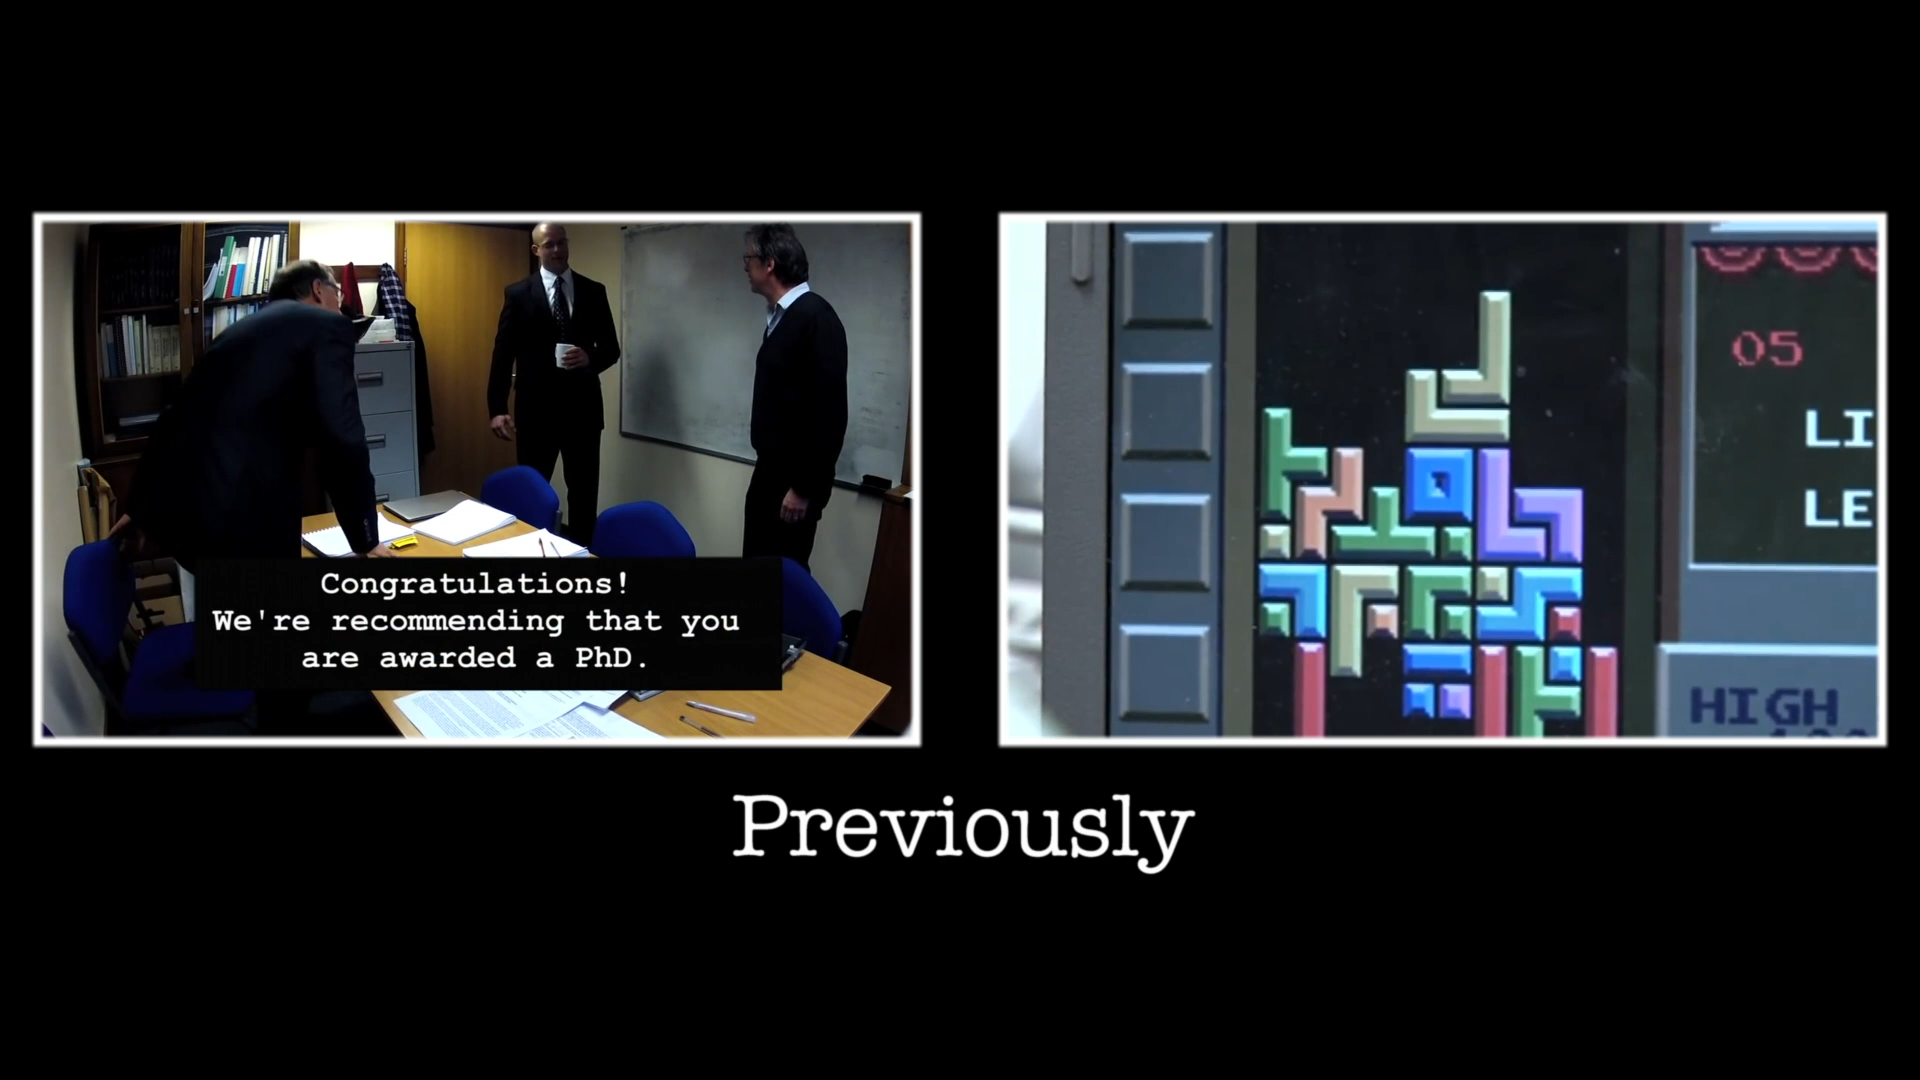 Congratulations!
We're recommending that you
are awarded a PhD.
05
LI
LE
HIGH
Previously